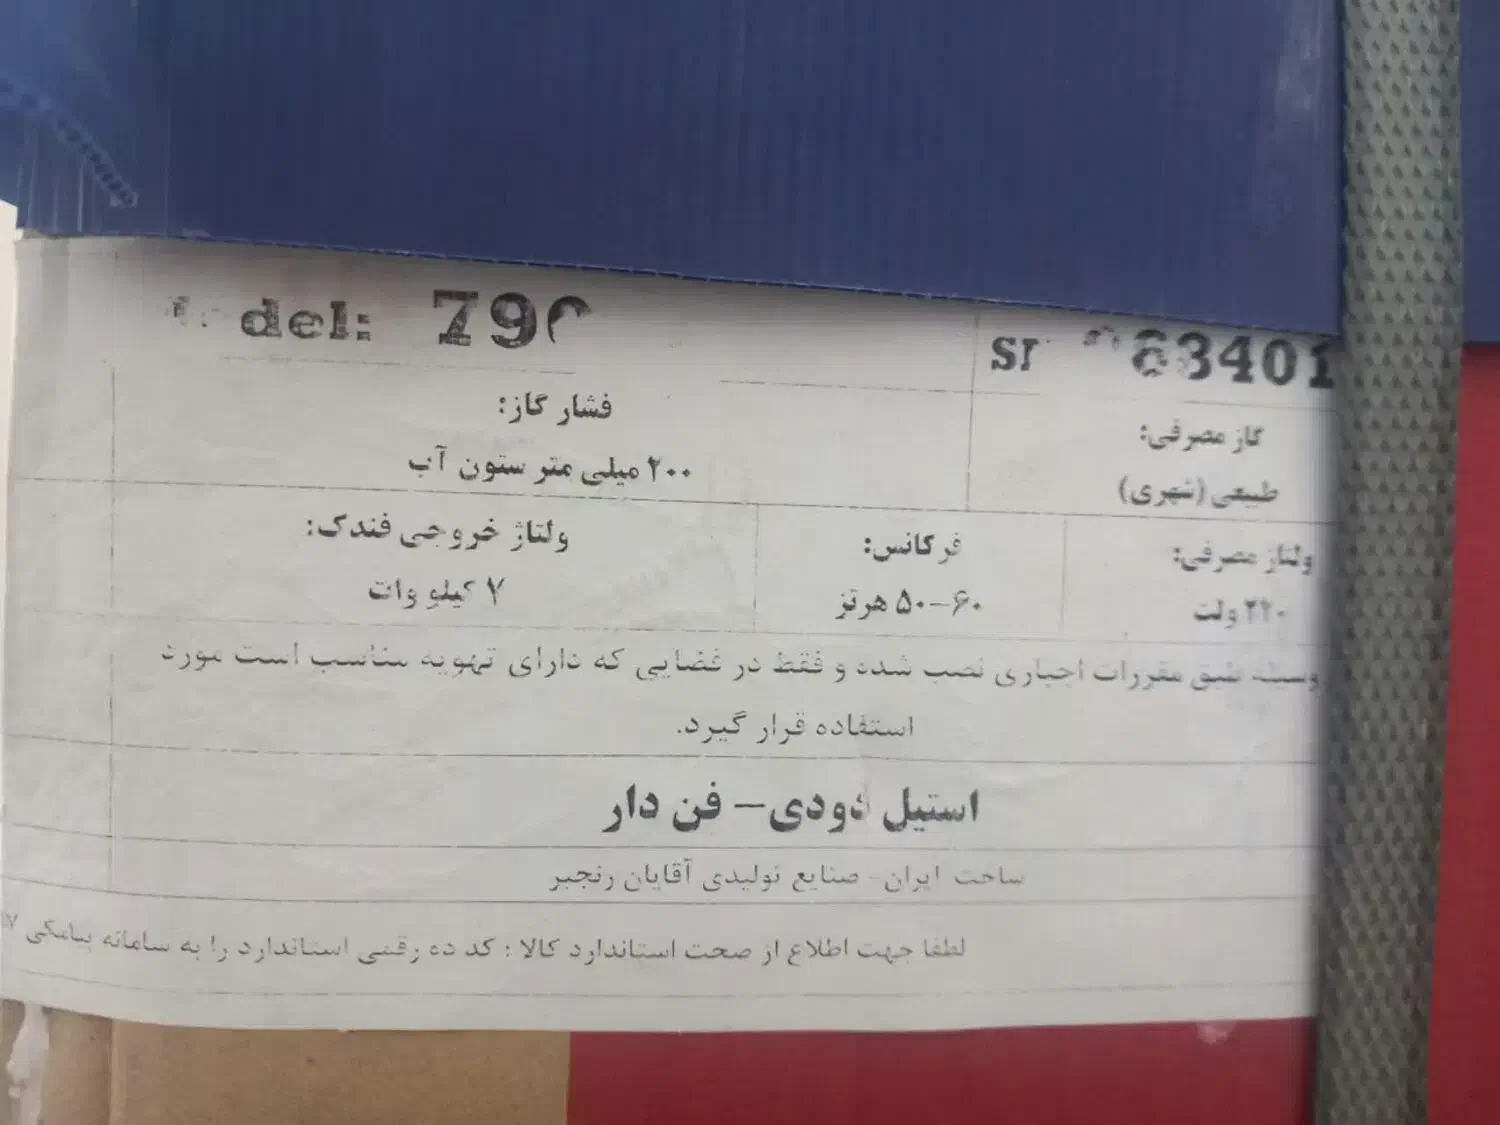 del: 79
63401
فشار گاز:
گاز مصرفی:
۲۰۰ میلی متر ستون آب
طبیعی (شهری)
ولتاژ خروجی فندک:
فرکانس:
ولتاژ مصرفی:
۷ کیلو وات
۵۰-۶۰ هرتز
۲۲۰ ولت
وسیله طبق مقررات اجباری نصب شده و فقط در فضایی که دارای تهویه مناسب است مورد
استفاده قرار گیرد.
استیل دودی- فن دار
ساخت ایران- صنایع تولیدی آقایان رنجبر
لطفا جهت اطلاع از صحت استاندارد کالا : کد ده رقمی استاندارد را به سامانه پیامکی